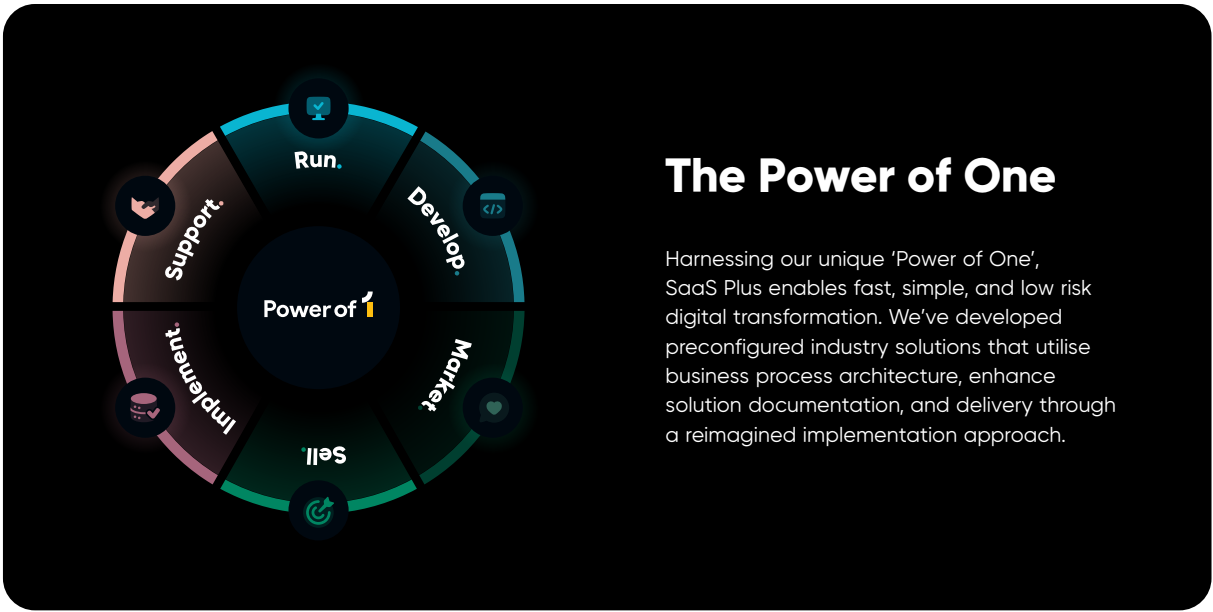 Run.
Develop.
Market.
Sell.
Implement.
Support.
Power of 1
The Power of One
Harnessing our unique ‘Power of One’,
SaaS Plus enables fast, simple, and low risk
digital transformation. We’ve developed
preconfigured industry solutions that utilise
business process architecture, enhance
solution documentation, and delivery through
a reimagined implementation approach.